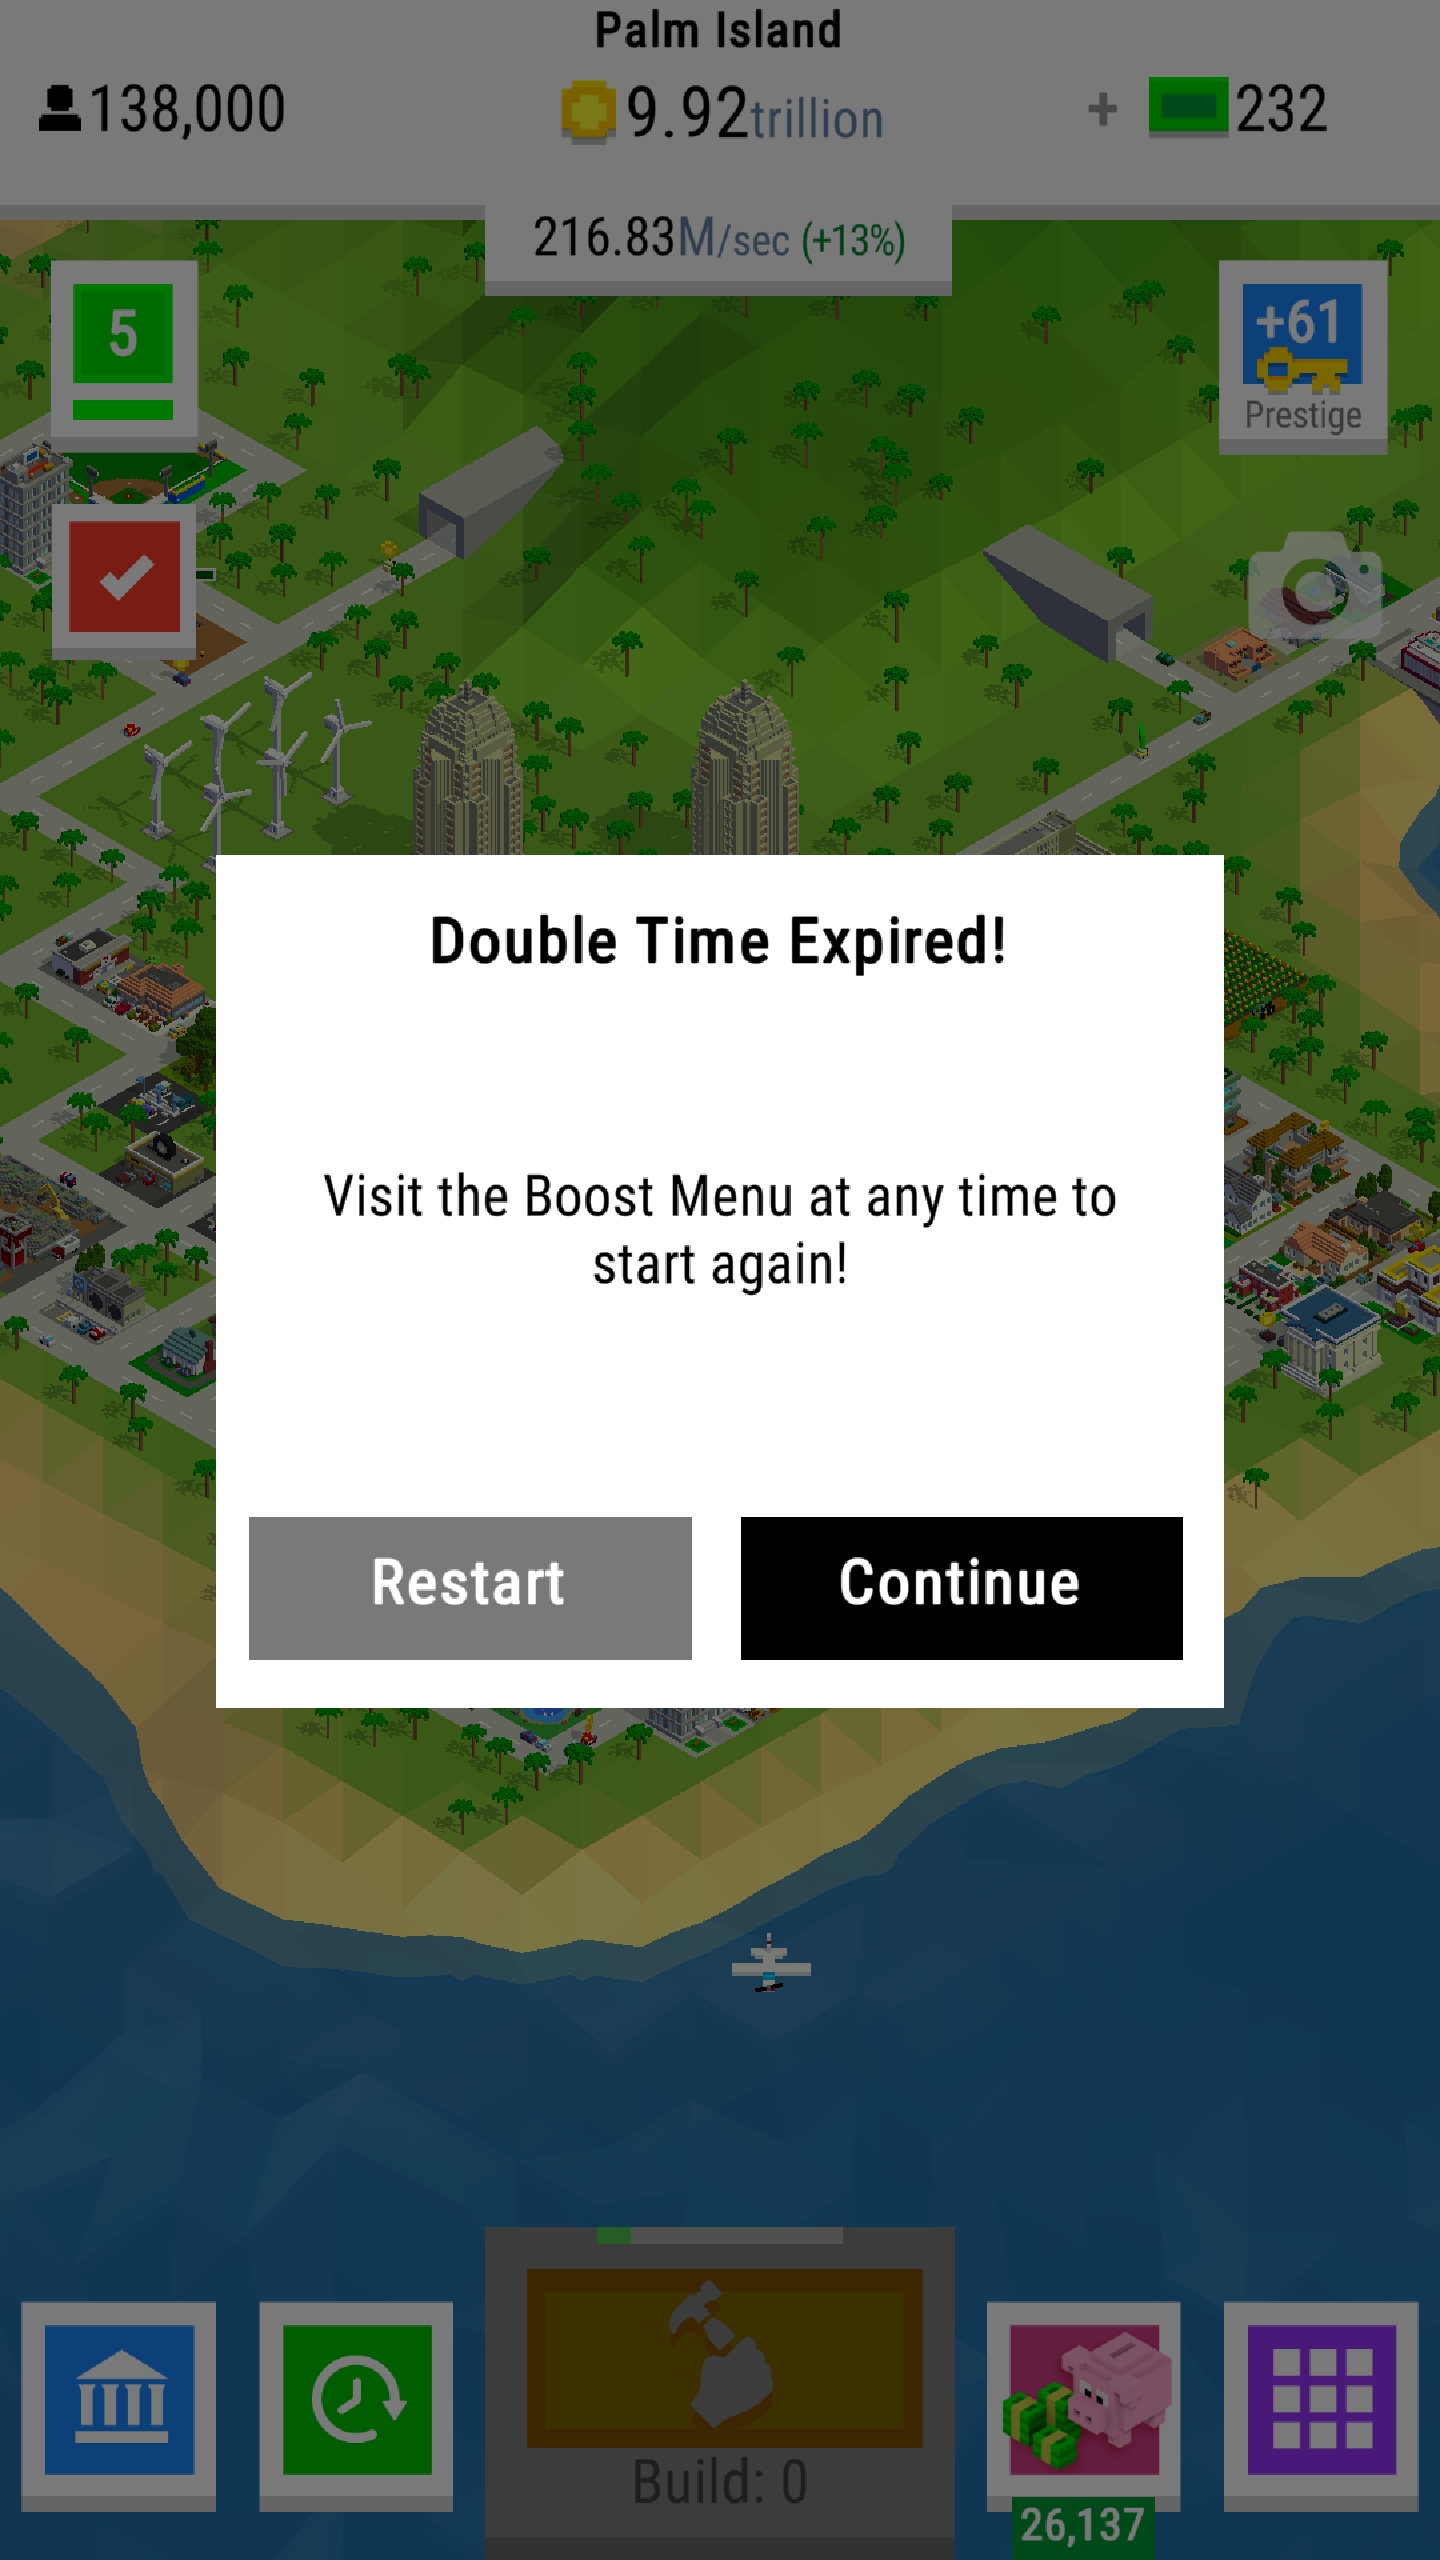 Palm Island
138,000
9.92trillion
+ 232
216.83M/sec (+13%)
5
+61
Prestige
Double Time Expired!
Visit the Boost Menu at any time to
start again!
Restart
Continue
Build: 0
26,137